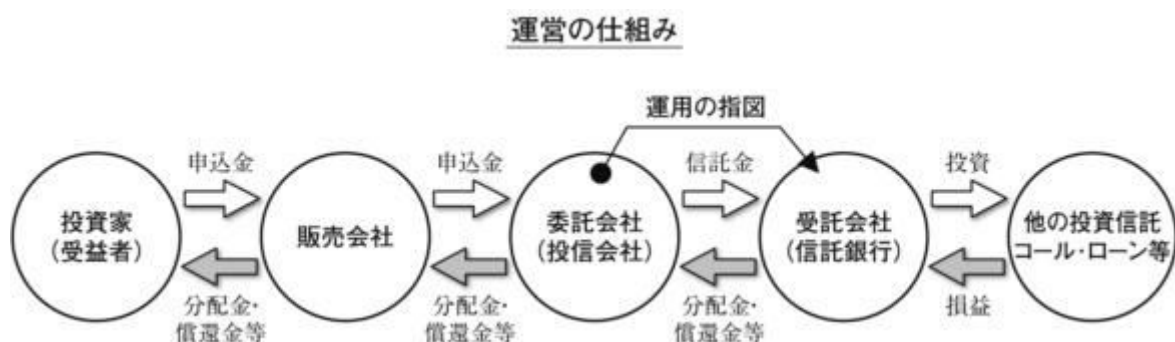 運営の仕組み
運用の指図
申込金
申込金
信託金
投資
投資家
(受益者)
販売会社
委託会社
(投信会社)
受託会社
(信託銀行)
他の投資信託
コール・ローン等
分配金・
償還金等
分配金・
償還金等
分配金・
償還金等
損益